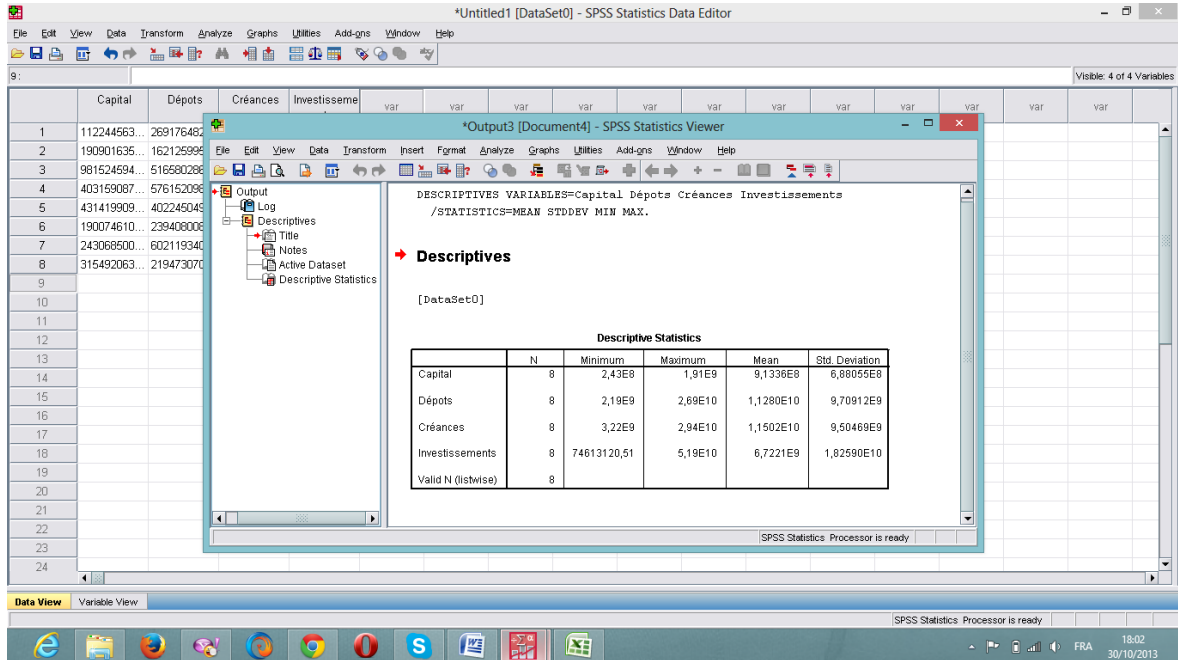 *Untitled1 [DataSet0] - SPSS Statistics Data Editor
File Edit View Data Transform Analyze Graphs Utilities Add-ons Window Help
9 :
Visible: 4 of 4 Variables
Capital Dépots Créances Investisseme var var var var var var var var var var var var
1 112244563... 269176482
2 190901635... 162125995
3 981524594... 516580286
4 403159087... 576152098
5 431419909... 402245049
6 190074610... 239408008
7 243068500... 602119340
8 315492063... 219473070
9
10
11
12
13
14
15
16
17
18
19
20
21
22
23
24
*Output3 [Document4] - SPSS Statistics Viewer
File Edit View Data Transform Insert Format Analyze Graphs Utilities Add-ons Window Help
Output
Log
Descriptives
Title
Notes
Active Dataset
Descriptive Statistics
DESCRIPTIVES VARIABLES=Capital Dépots Créances Investissements
/STATISTICS=MEAN STDDEV MIN MAX.
Descriptives
[DataSet0]
Descriptive Statistics
N Minimum Maximum Mean Std. Deviation
Capital 8 2,43E8 1,91E9 9,1336E8 6,88055E8
Dépots 8 2,19E9 2,69E10 1,1280E10 9,70912E9
Créances 8 3,22E9 2,94E10 1,1502E10 9,50469E9
Investissements 8 74613120,51 5,19E10 6,7221E9 1,82590E10
Valid N (listwise) 8
SPSS Statistics Processor is ready
Data View Variable View
SPSS Statistics Processor is ready
FRA
18:02
30/10/2013